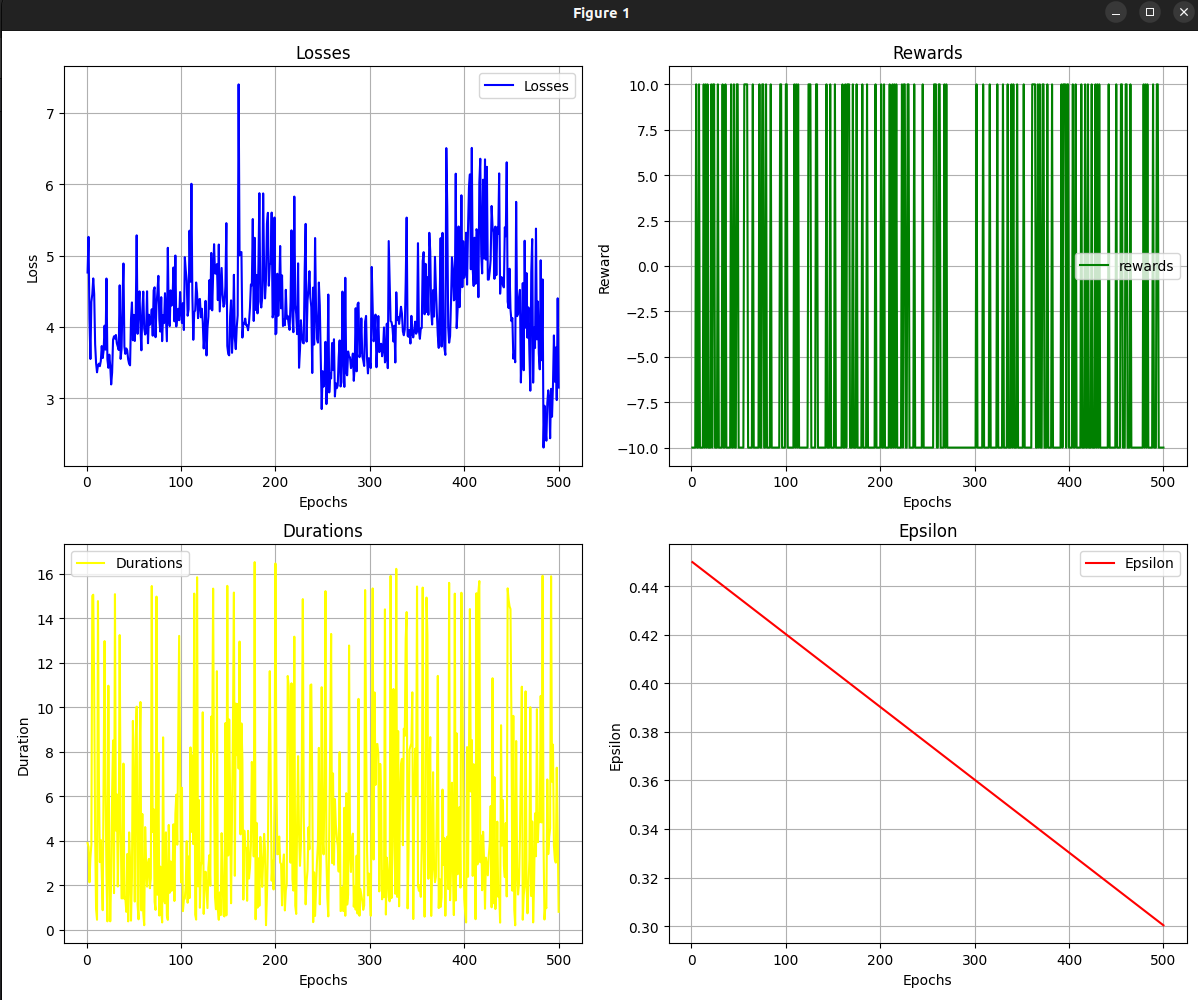 Figure 1
Losses
Losses
7
6
5
4
3
Loss
0 100 200 300 400 500
Epochs
Rewards
rewards
10.0
7.5
5.0
2.5
0.0
−2.5
−5.0
−7.5
−10.0
Reward
0 100 200 300 400 500
Epochs
Durations
Durations
16
14
12
10
8
6
4
2
0
Duration
0 100 200 300 400 500
Epochs
Epsilon
Epsilon
0.44
0.42
0.40
0.38
0.36
0.34
0.32
0.30
Epsilon
0 100 200 300 400 500
Epochs